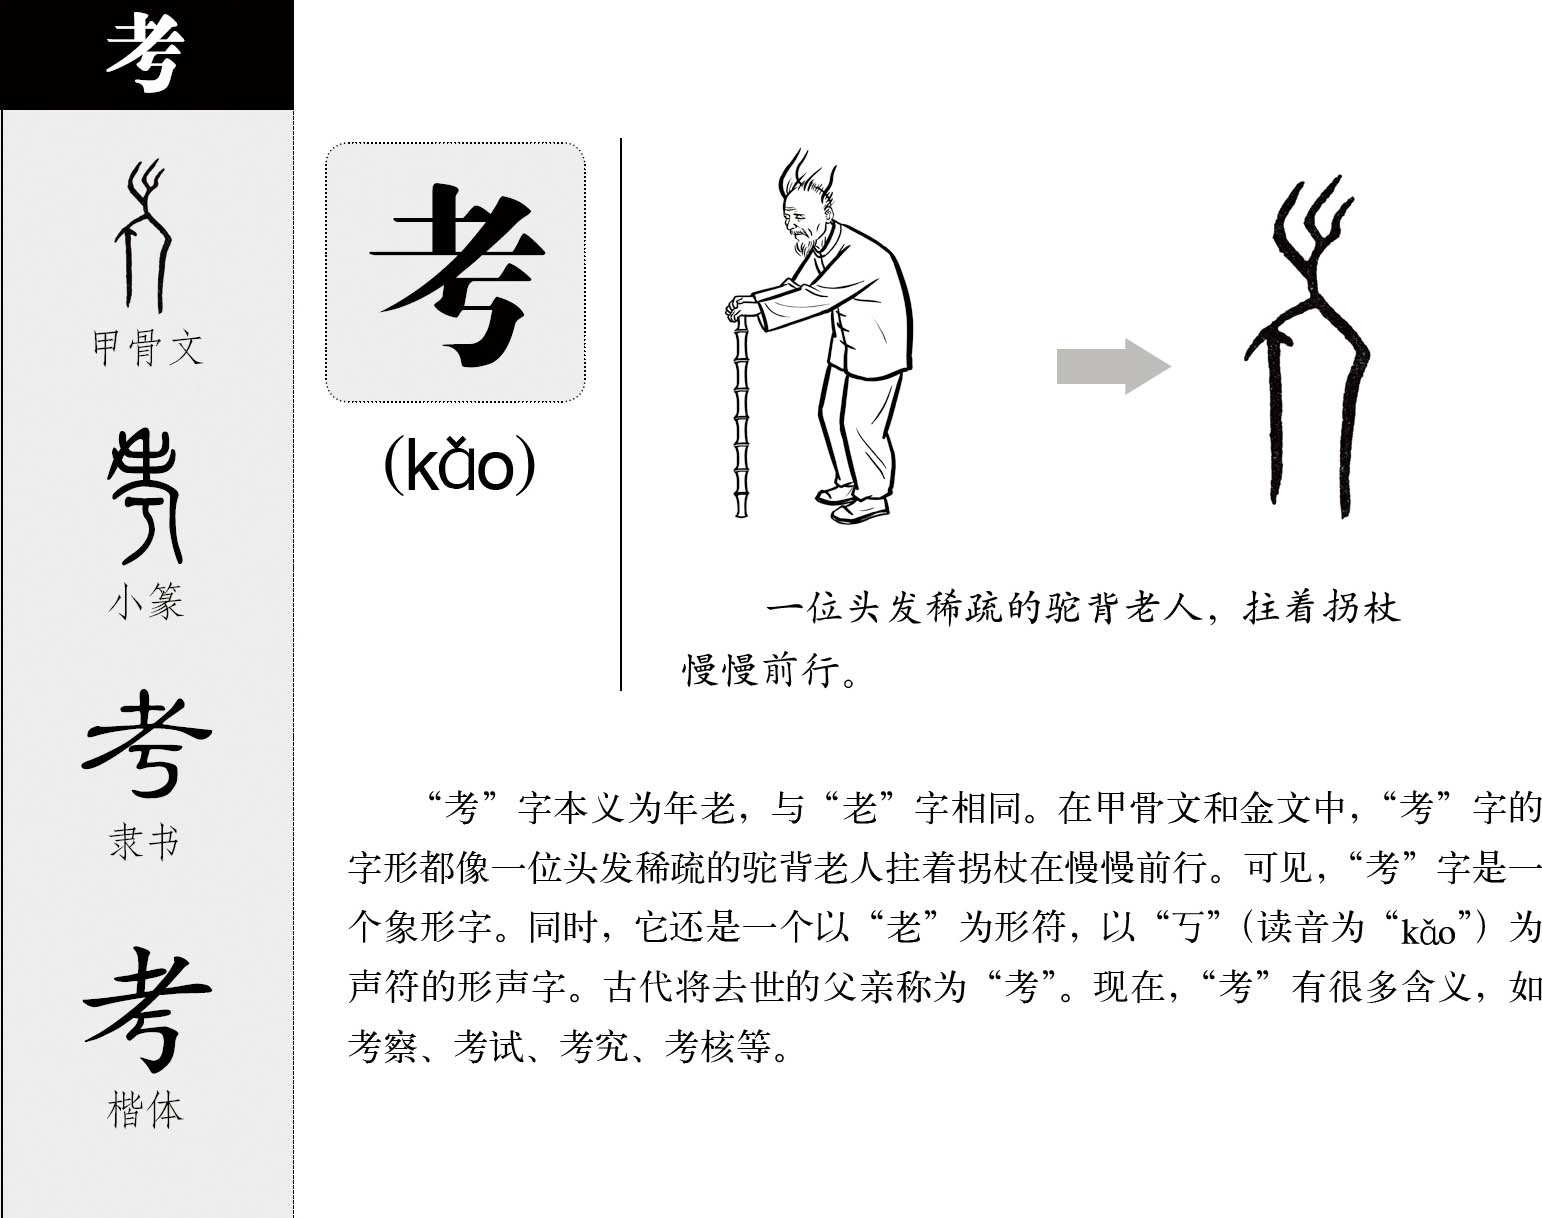 考
甲骨文
小篆
隶书
楷体
考
(kǎo)
一位头发稀疏的驼背老人，拄着拐杖
慢慢前行。
“考”字本义为年老，与“老”字相同。在甲骨文和金文中，“考”字的
字形都像一位头发稀疏的驼背老人拄着拐杖在慢慢前行。可见，“考”字是一
个象形字。同时，它还是一个以“老”为形符，以“丂”（读音为“kǎo”）为
声符的形声字。古代将去世的父亲称为“考”。现在，“考”有很多含义，如
考察、考试、考究、考核等。